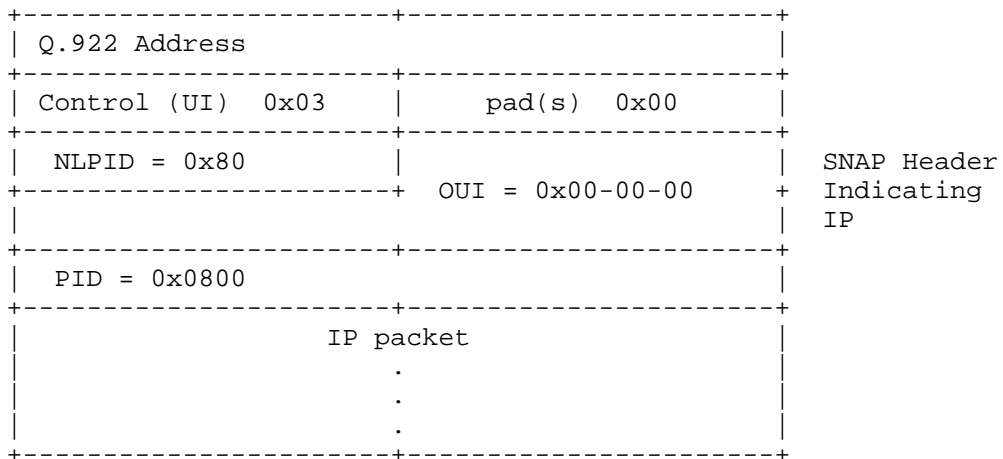 Q.922 Address
Control (UI) 0x03 pad(s) 0x00
NLPID = 0x80 SNAP Header
OUI = 0x00-00-00 Indicating
IP
PID = 0x0800
IP packet
.
.
.